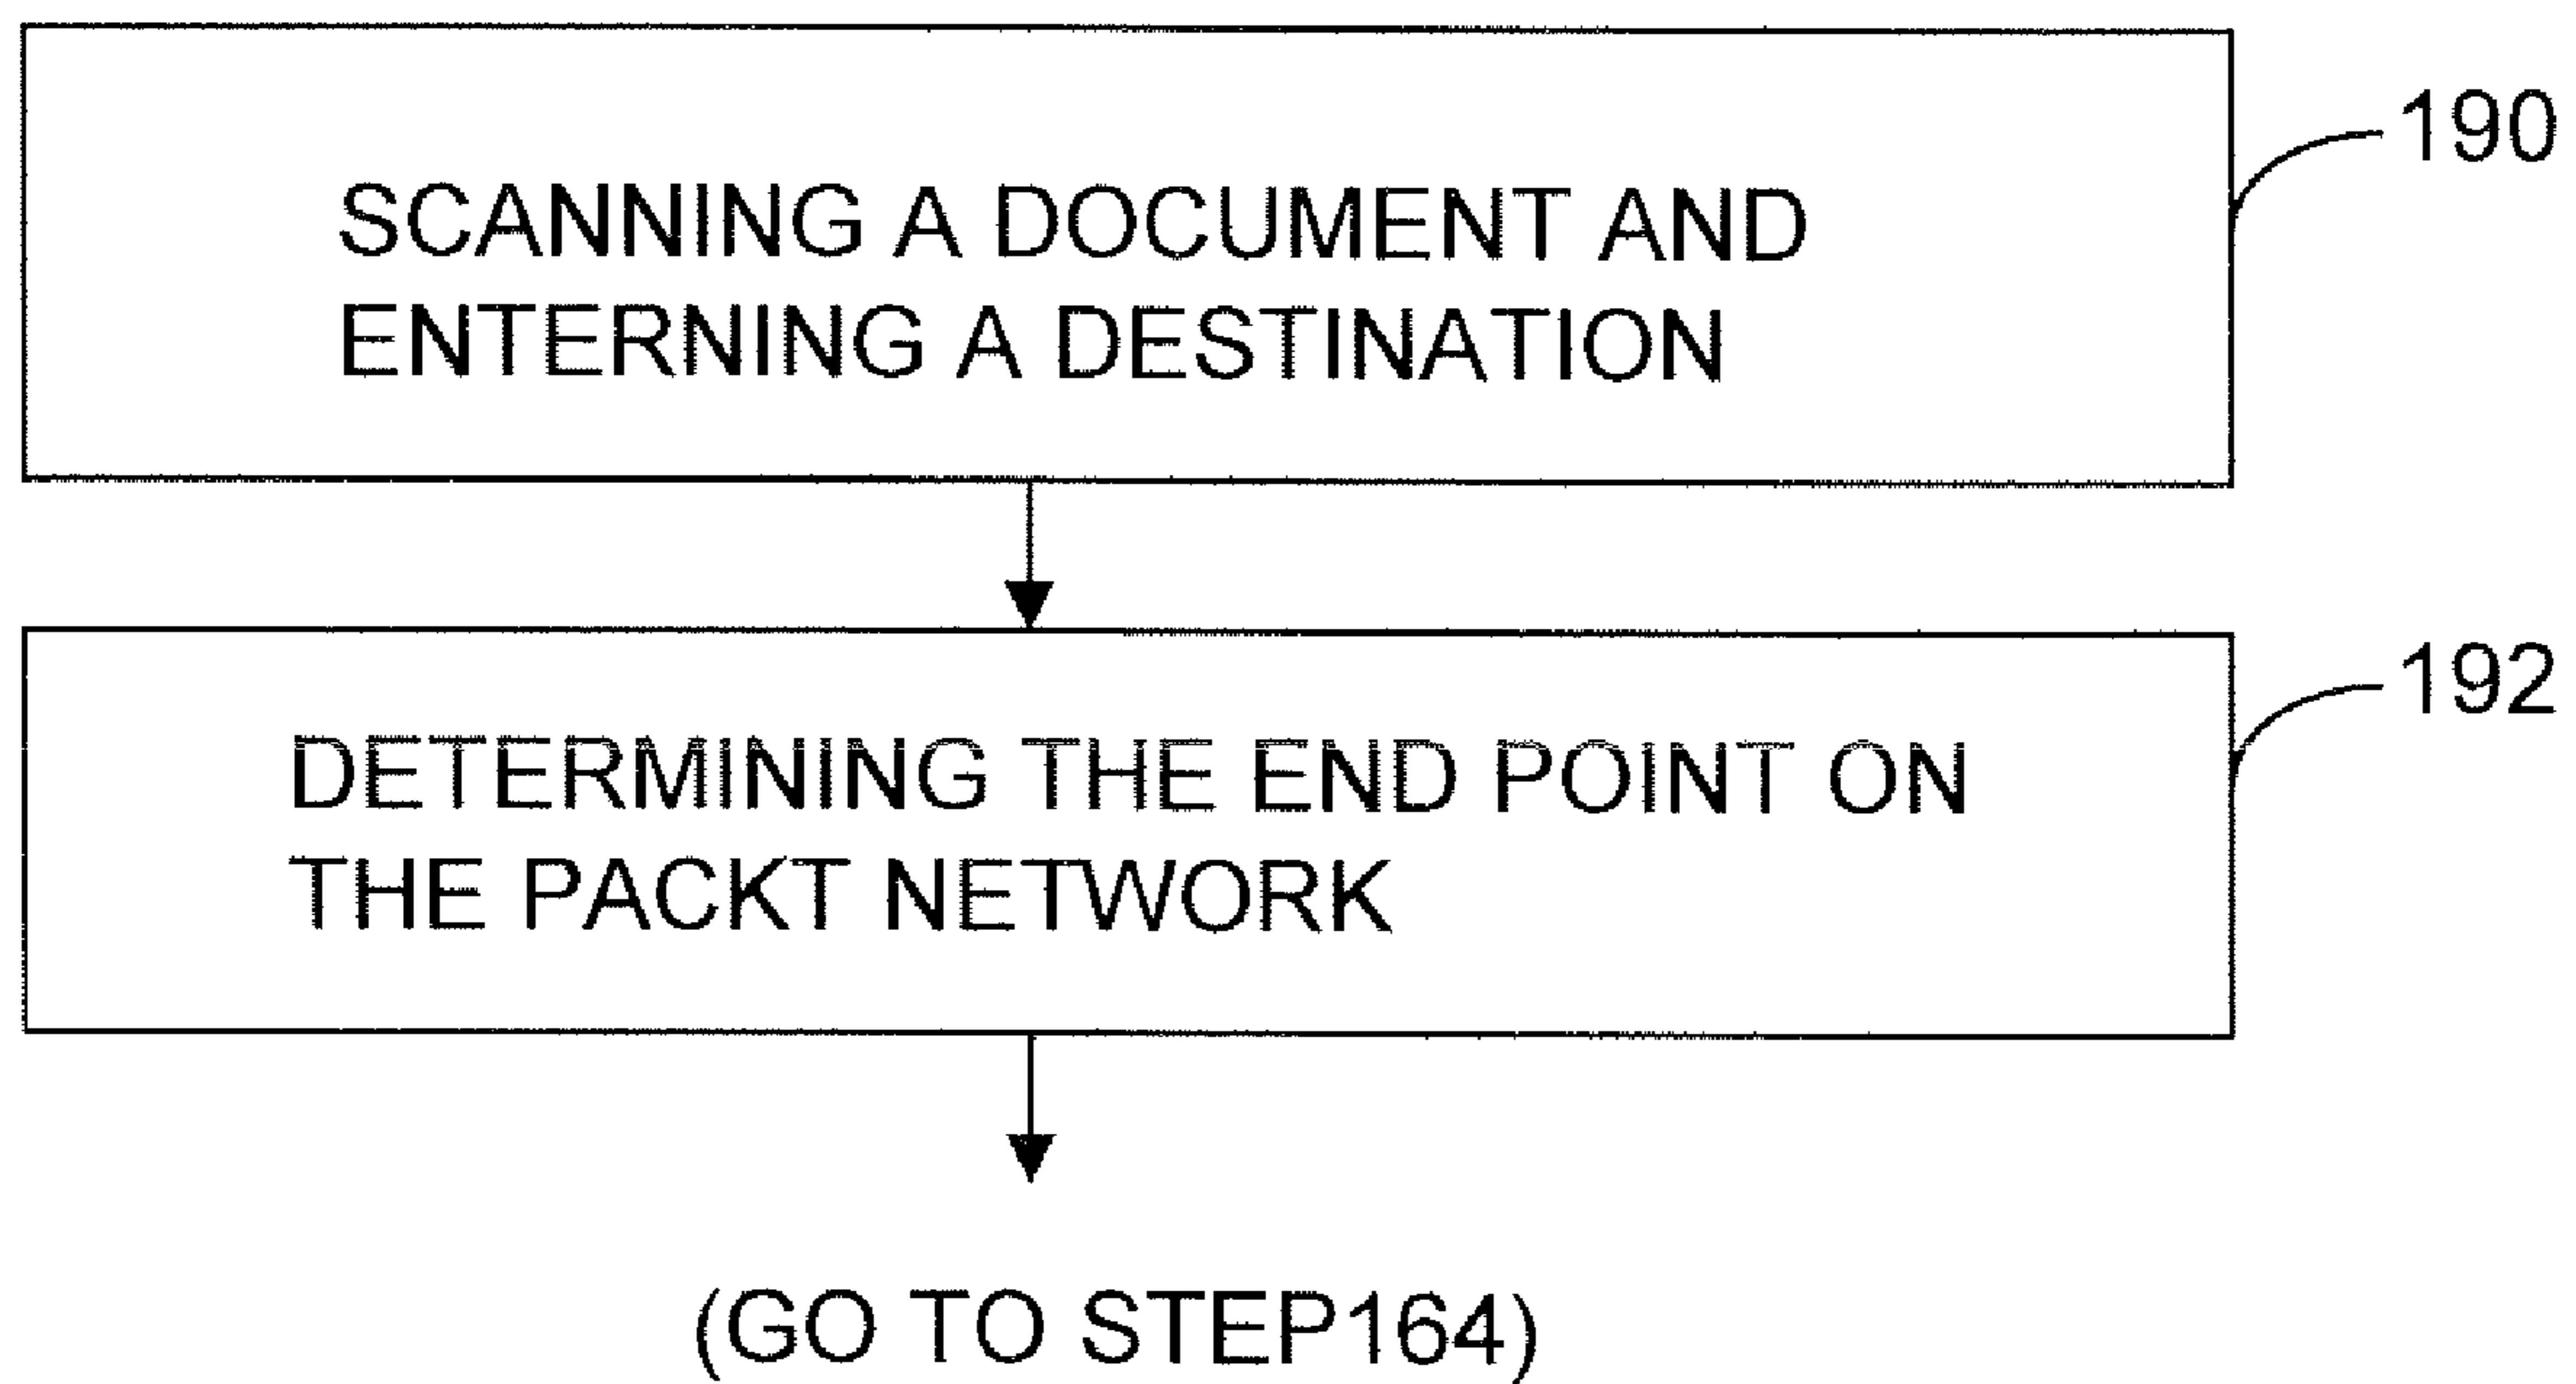 190
SCANNING A DOCUMENT AND
ENTERNING A DESTINATION
192
DETERMINING THE END POINT ON
THE PACKT NETWORK
(GO TO STEP164)